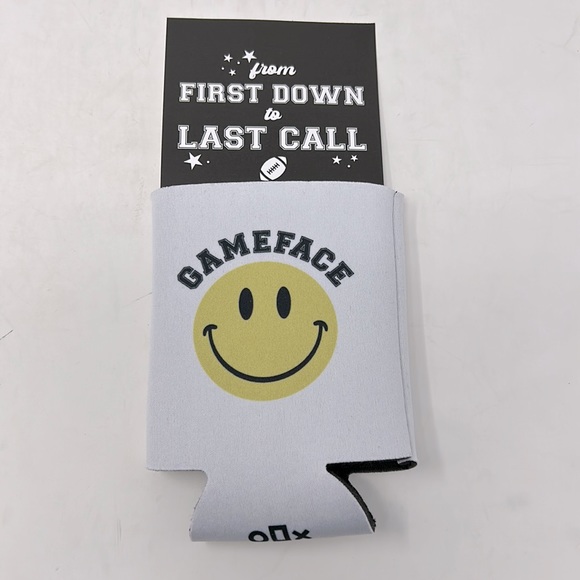 from
FIRST DOWN
to
LAST CALL
GAMEFACE